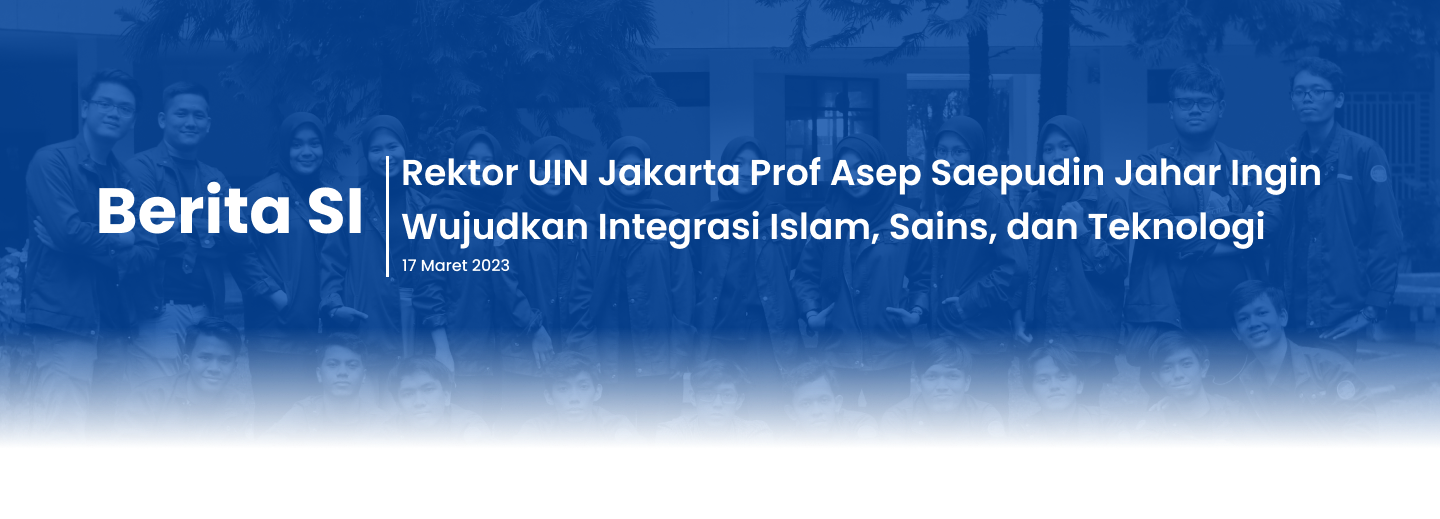 Berita SI
Rektor UIN Jakarta Prof Asep Saepudin Jahar Ingin
Wujudkan Integrasi Islam, Sains, dan Teknologi
17 Maret 2023